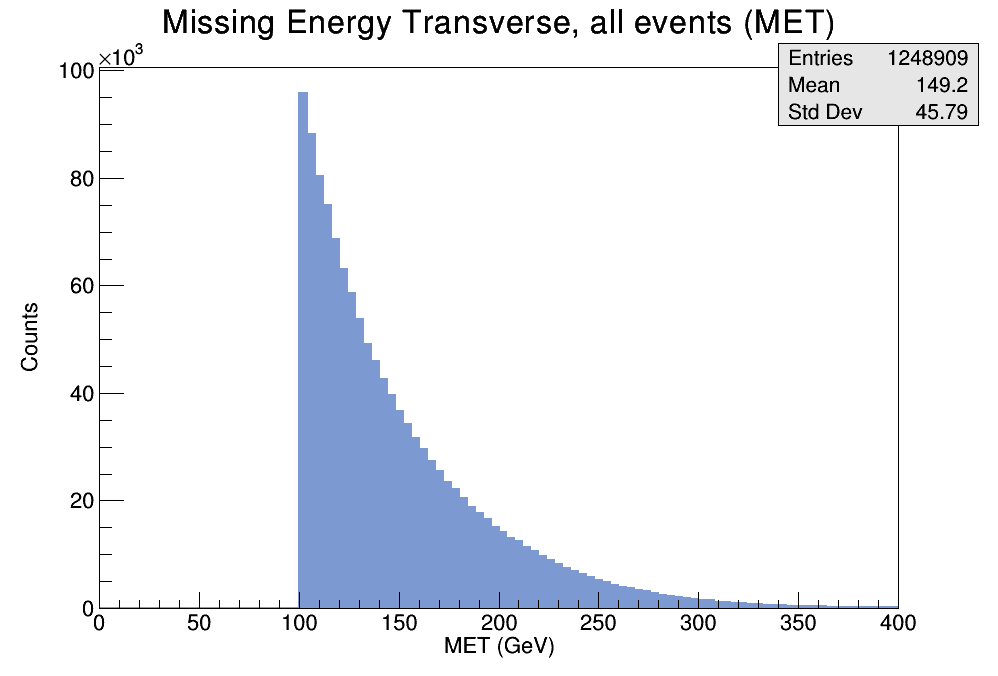 Missing Energy Transverse, all events (MET)
×10³
Entries 1248909
Mean 149.2
Std Dev 45.79
100
80
60
40
20
0
Counts
0 50 100 150 200 250 300 350 400
MET (GeV)